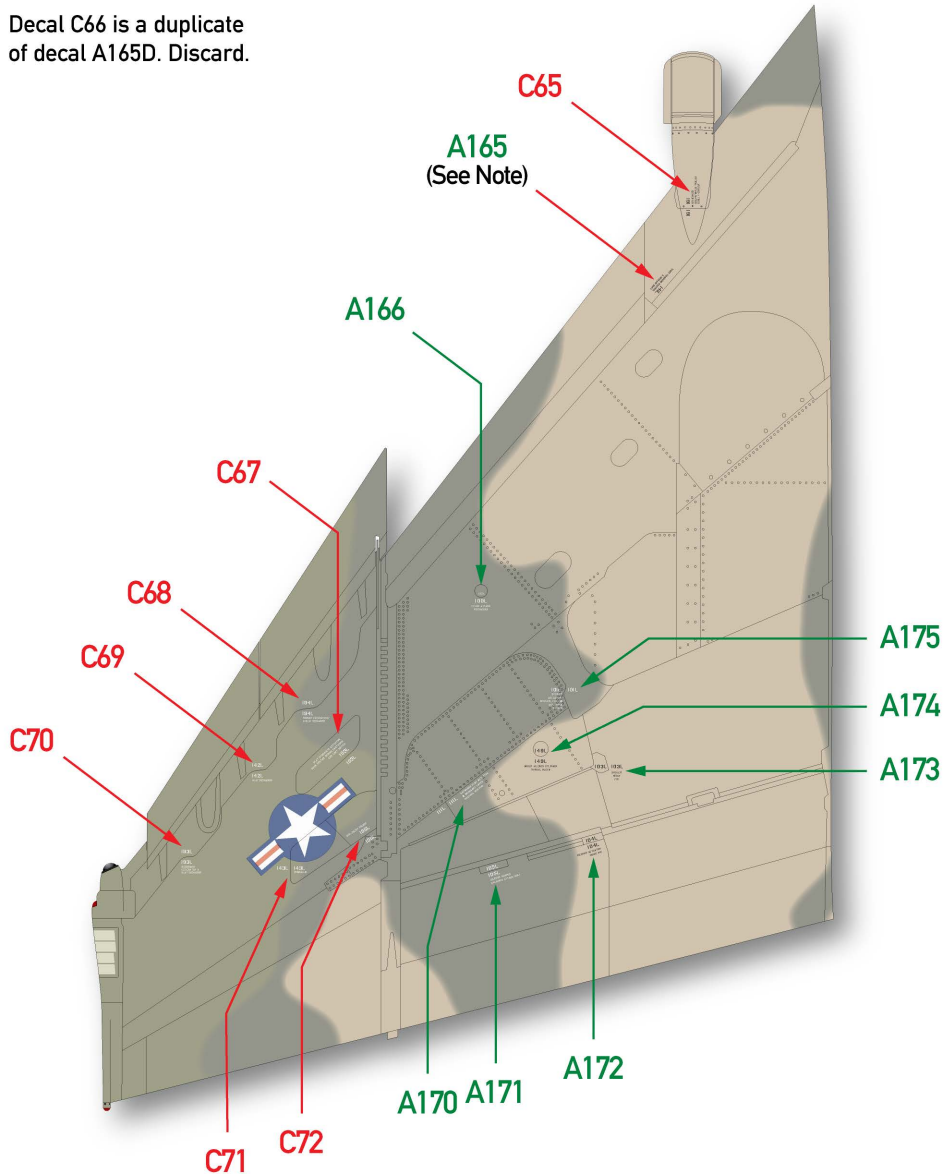 Decal C66 is a duplicate
of decal A165D. Discard.
C65
A165
(See Note)
A166
C67
C68
C69
C70
A175
A174
A173
A172
A171
A170
C72
C71